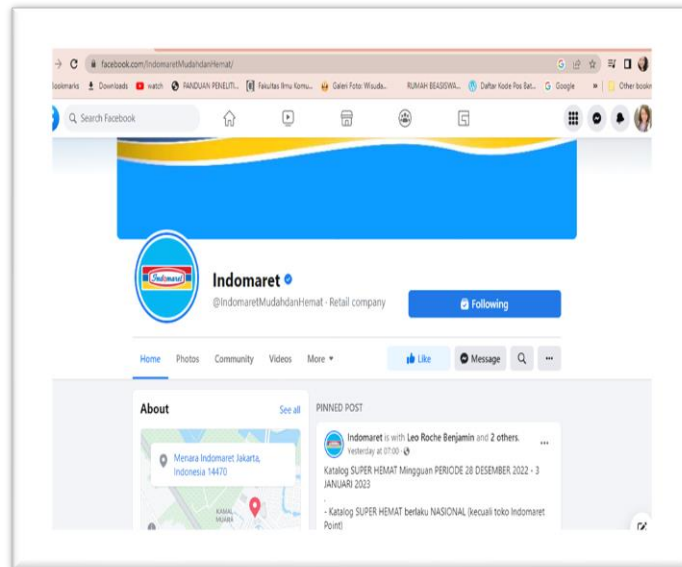 facebook.com/IndomaretMudahdanHemat/
Bookmarks Downloads watch PANDUAN PENELITI... Fakultas Ilmu Komu... Galeri Foto: Wisuda... RUMAH BEASISWA... Daftar Kode Pos Bat... Google » Other bookm
Search Facebook
Indomaret
Indomaret
@IndomaretMudahdanHemat · Retail company
Following
Home Photos Community Videos More
Like Message
About See all
PINNED POST
Menara Indomaret Jakarta,
Indonesia 14470
KAMAL
MUARA
Indomaret is with Leo Roche Benjamin and 2 others.
Yesterday at 07:00 ·
Katalog SUPER HEMAT Mingguan PERIODE 28 DESEMBER 2022 - 3
JANUARI 2023
.
- Katalog SUPER HEMAT berlaku NASIONAL (kecuali toko Indomaret
Point)